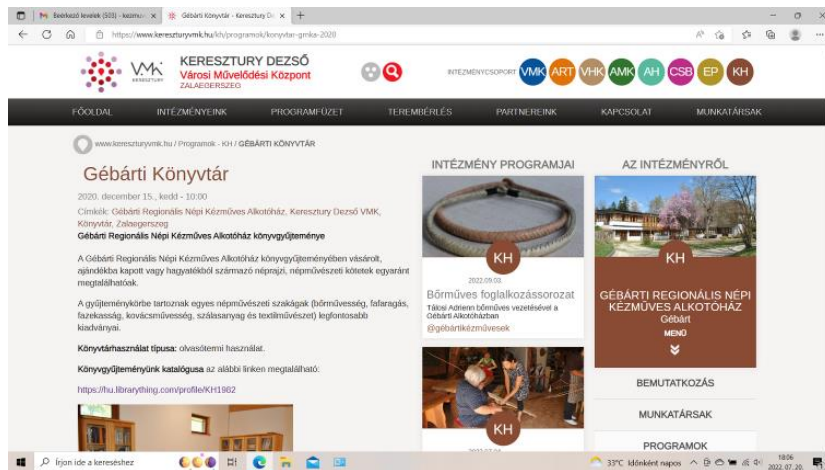 Beérkező levelek (503) - kezmuv
Gébárti Könyvtár - Keresztury D
https://www.kereszturyvmk.hu/kh/programok/konyvtar-gmka-2020
VMK
KERESZTURY
KERESZTURY DEZSŐ
Városi Művelődési Központ
ZALAEGERSZEG
INTÉZMÉNYCSOPORT VMK ART VHK AMK AH CSB EP KH
FŐOLDAL INTÉZMÉNYEINK PROGRAMFÜZET TEREMBÉRLÉS PARTNEREINK KAPCSOLAT MUNKATÁRSAK
www.kereszturyvmk.hu / Programok - KH / GÉBÁRTI KÖNYVTÁR
Gébárti Könyvtár
2020. december 15., kedd - 10:00
Címkék: Gébárti Regionális Népi Kézműves Alkotóház, Keresztury Dezső VMK,
Könyvtár, Zalaegerszeg
Gébárti Regionális Népi Kézműves Alkotóház könyvgyűjteménye
A Gébárti Regionális Népi Kézműves Alkotóház könyvgyűjteményében vásárolt,
ajándékba kapott vagy hagyatékból származó néprajzi, népművészeti kötetek egyaránt
megtalálhatóak.
A gyűjteménykörbe tartoznak egyes népművészeti szakágak (bőrművesség, fafaragás,
fazekasság, kovácsművesség, szálasanyag és textilművészet) legfontosabb
kiadványai.
Könyvtárhasználat típusa: olvasótermi használat.
Könyvgyűjteményünk katalógusa az alábbi linken megtalálható:
https://hu.librarything.com/profile/KH1982
INTÉZMÉNY PROGRAMJAI
KH
2022.09.03.
Bőrműves foglalkozássorozat
Tálosi Adrienn bőrműves vezetésével a
Gébárti Alkotóházban
@gébártikézművesek
KH
AZ INTÉZMÉNYRŐL
KH
GÉBÁRTI REGIONÁLIS NÉPI
KÉZMŰVES ALKOTÓHÁZ
Gébárt
MENÜ
BEMUTATKOZÁS
MUNKATÁRSAK
PROGRAMOK
Írjon ide a kereséshez
33°C Időnként napos
18:06
2022. 07. 20.